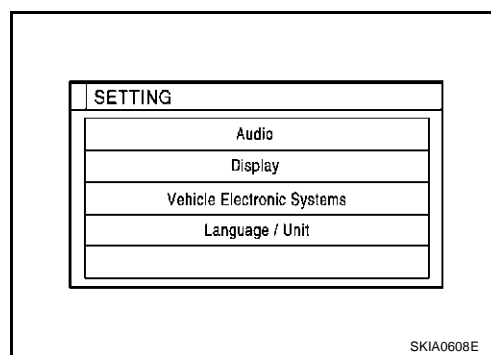 SETTING
Audio
Display
Vehicle Electronic Systems
Language / Unit
SKIA0608E